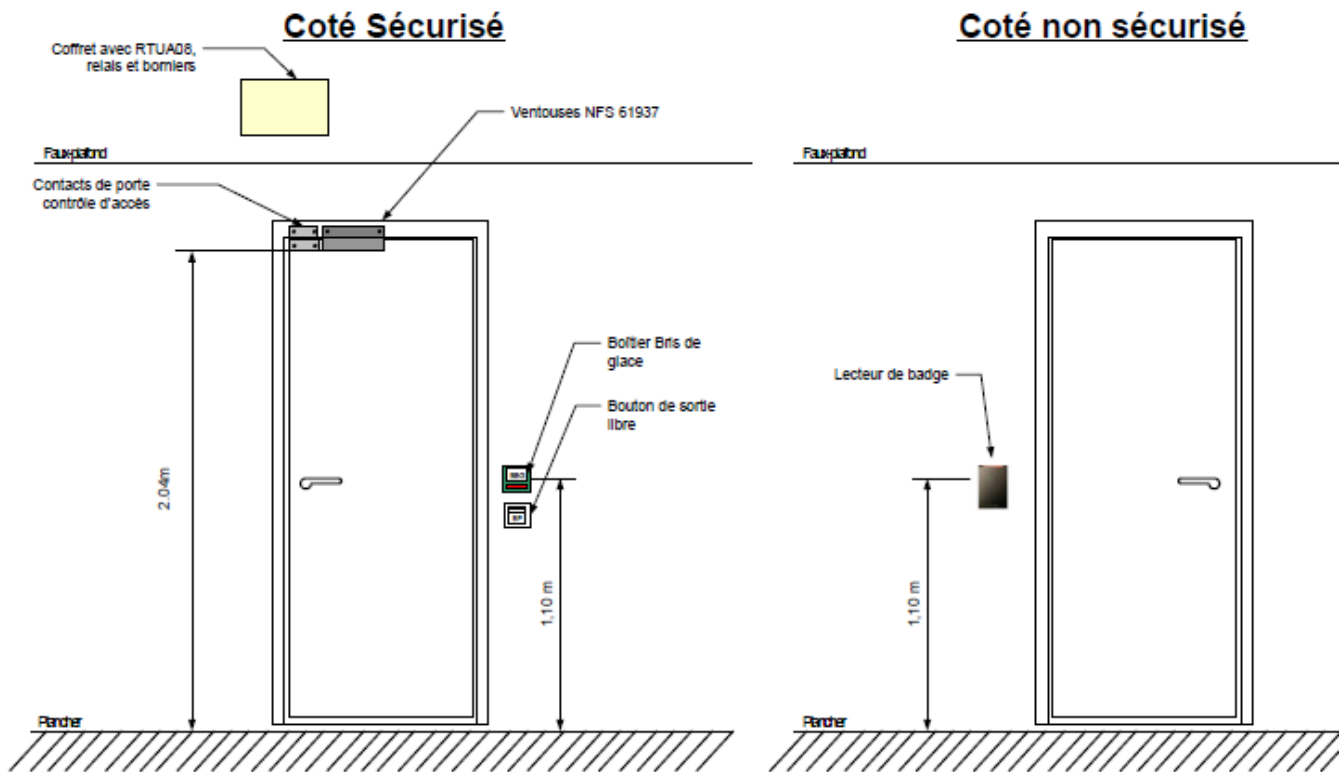 Coté Sécurisé
Coffret avec RTUA08,
relais et borniers
Ventouses NFS 61937
Faux-plafond
Contacts de porte
contrôle d'accès
2.04m
Boîtier Bris de
glace
Bouton de sortie
libre
BBG
BP
1,10 m
Plancher
Coté non sécurisé
Faux-plafond
Lecteur de badge
1,10 m
Plancher